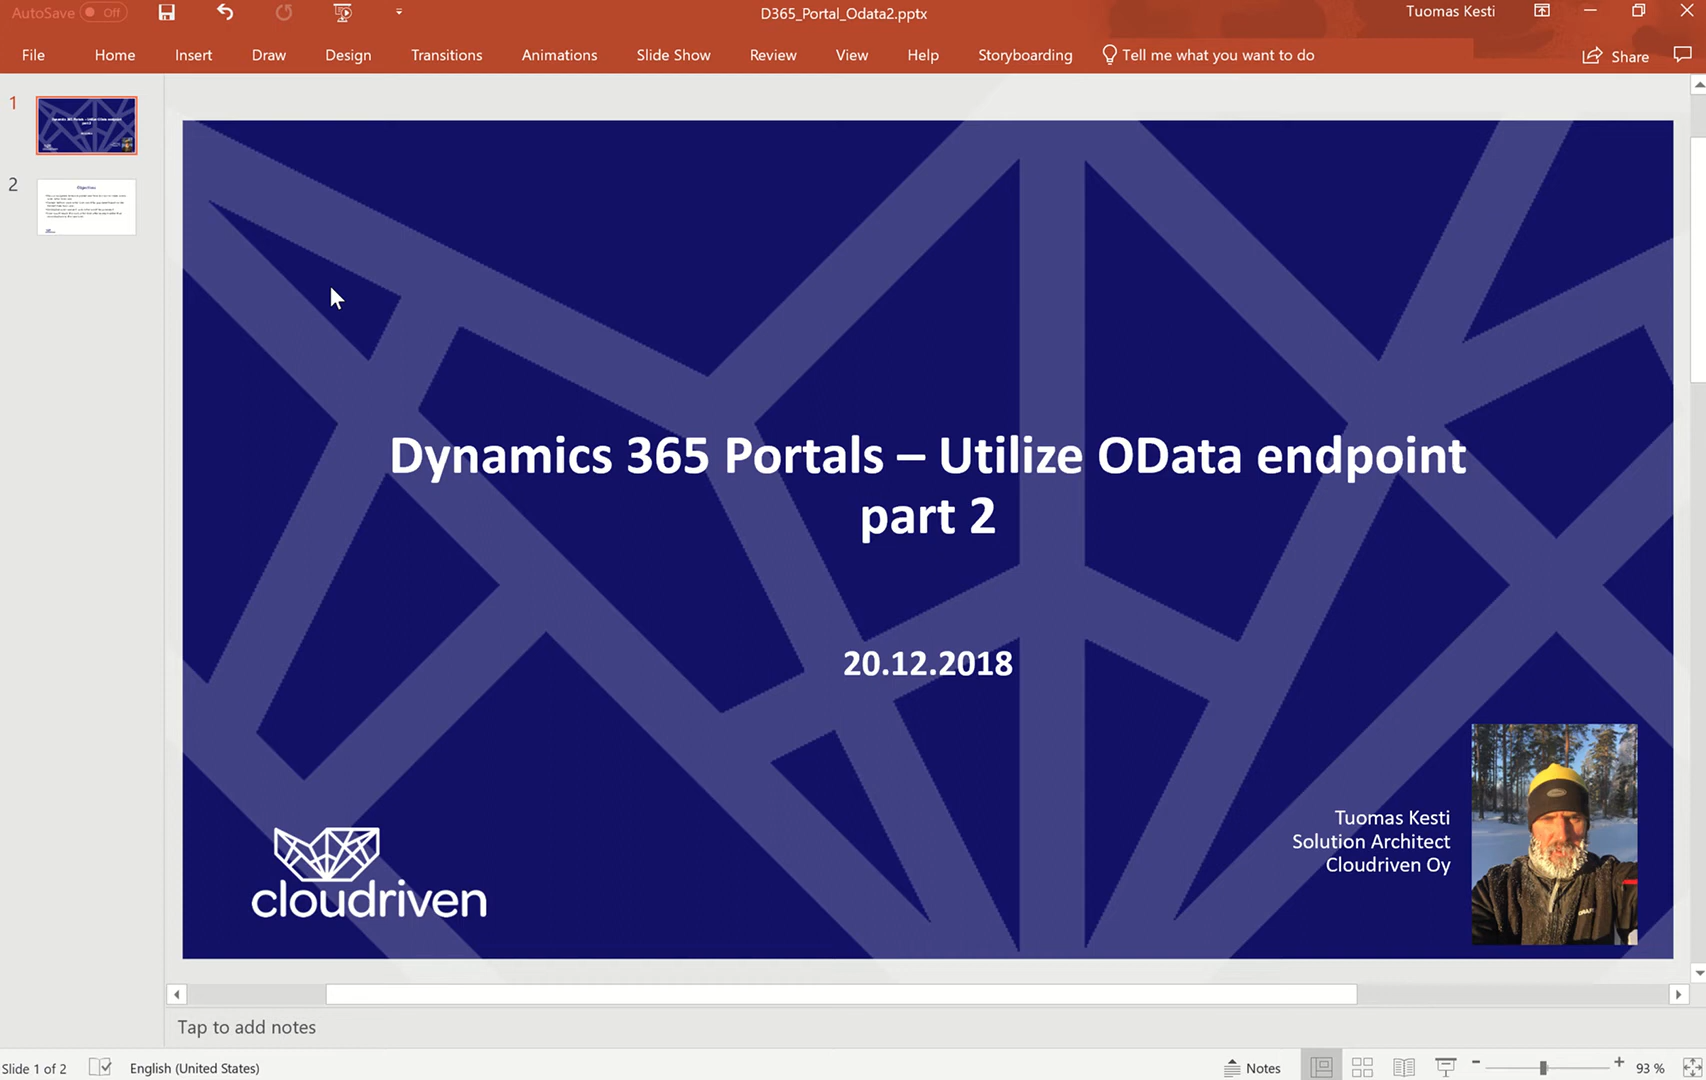 AutoSave Off
D365_Portal_Odata2.pptx
Tuomas Kesti
File Home Insert Draw Design Transitions Animations Slide Show Review View Help Storyboarding Tell me what you want to do Share
1
2
Objectives
Dynamics 365 Portals – Utilize OData endpoint
part 2
20.12.2018
Tuomas Kesti
Solution Architect
Cloudriven Oy
cloudriven
Tap to add notes
Slide 1 of 2 English (United States) Notes 93 %